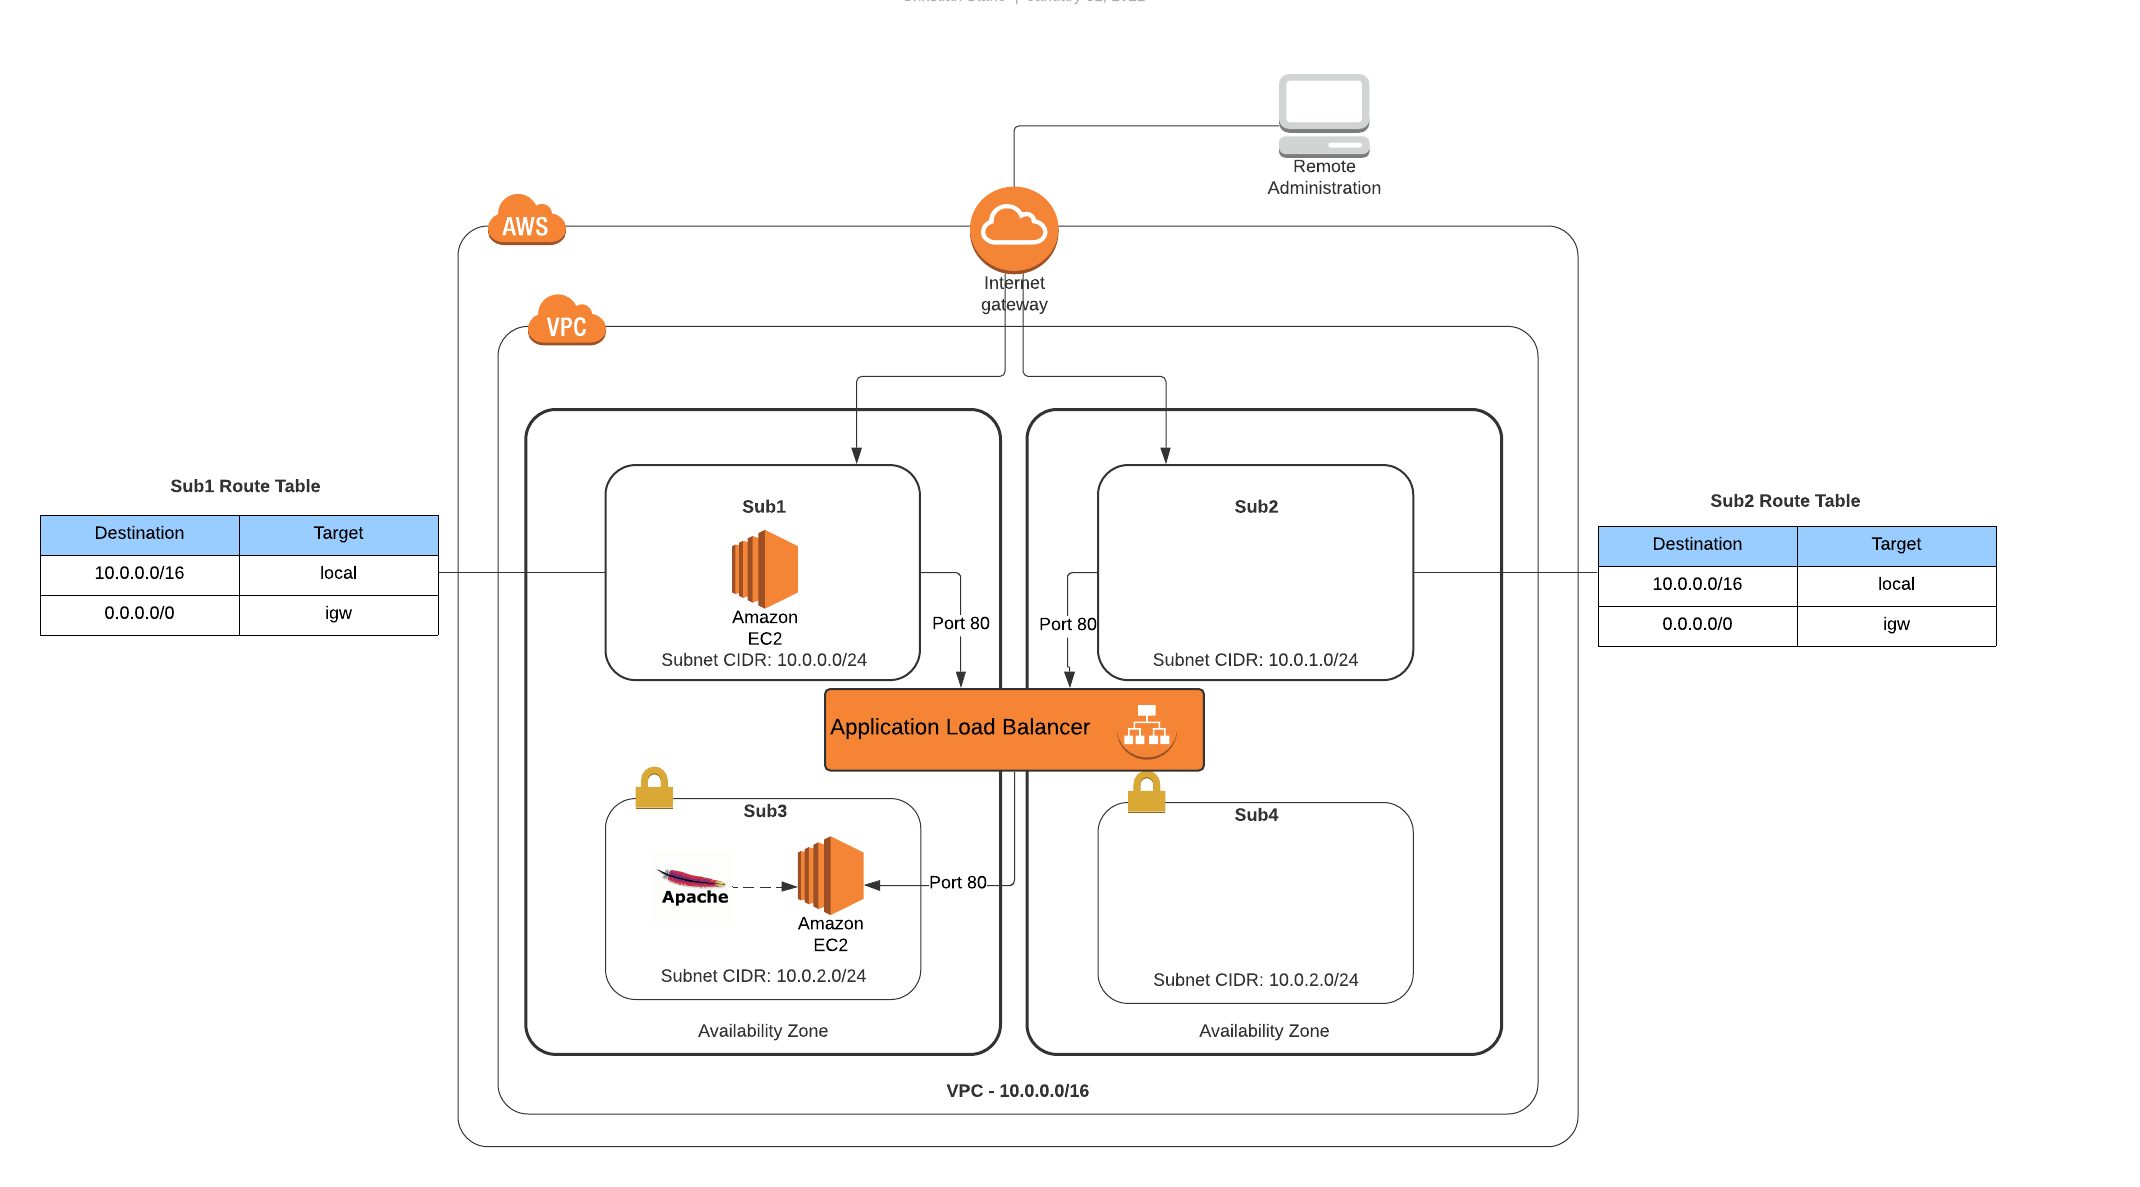 Remote
Administration
AWS
Internet
gateway
VPC
Sub1 Route Table
Destination Target
10.0.0.0/16 local
0.0.0.0/0 igw
Sub1
Amazon
EC2
Subnet CIDR: 10.0.0.0/24
Port 80
Port 80
Sub2
Subnet CIDR: 10.0.1.0/24
Sub2 Route Table
Destination Target
10.0.0.0/16 local
0.0.0.0/0 igw
Application Load Balancer
Sub3
Apache
Amazon
EC2
Port 80
Subnet CIDR: 10.0.2.0/24
Availability Zone
Sub4
Subnet CIDR: 10.0.2.0/24
Availability Zone
VPC - 10.0.0.0/16